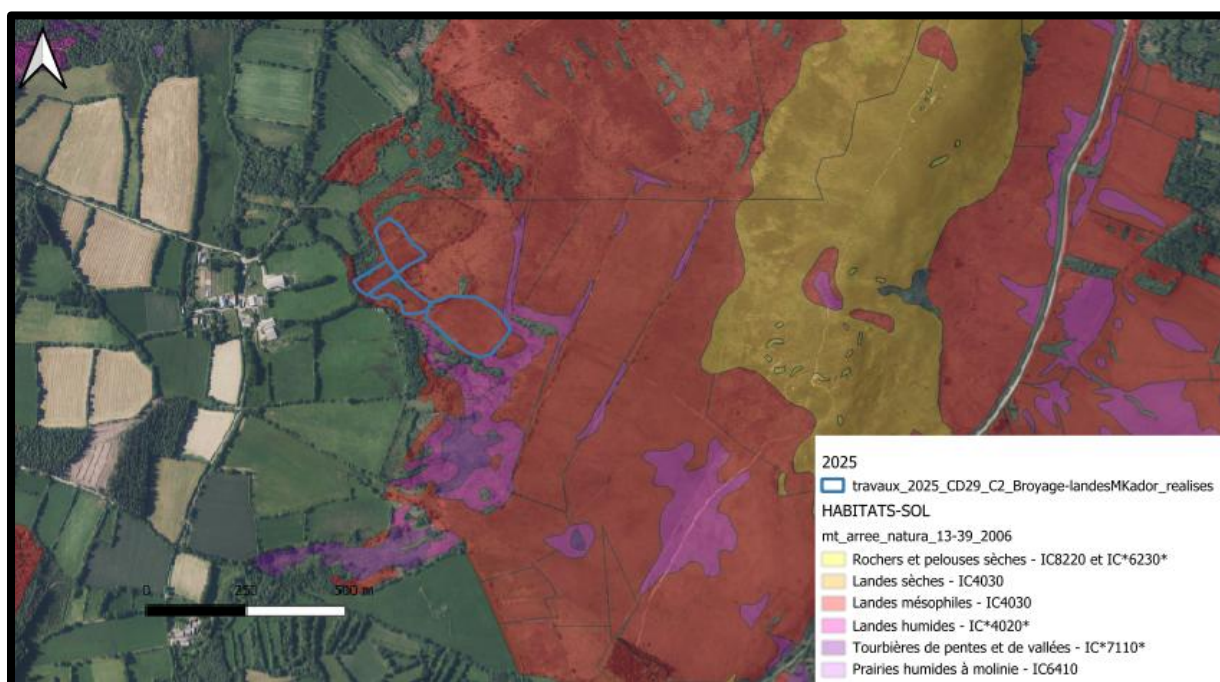 0 250 500 m
2025
travaux_2025_CD29_C2_Broyage-landesMKador_realises
HABITATS-SOL
mt_arree_natura_13-39_2006
Rochers et pelouses sèches - IC8220 et IC*6230*
Landes sèches - IC4030
Landes mésophiles - IC4030
Landes humides - IC*4020*
Tourbières de pentes et de vallées - IC*7110*
Prairies humides à molinie - IC6410